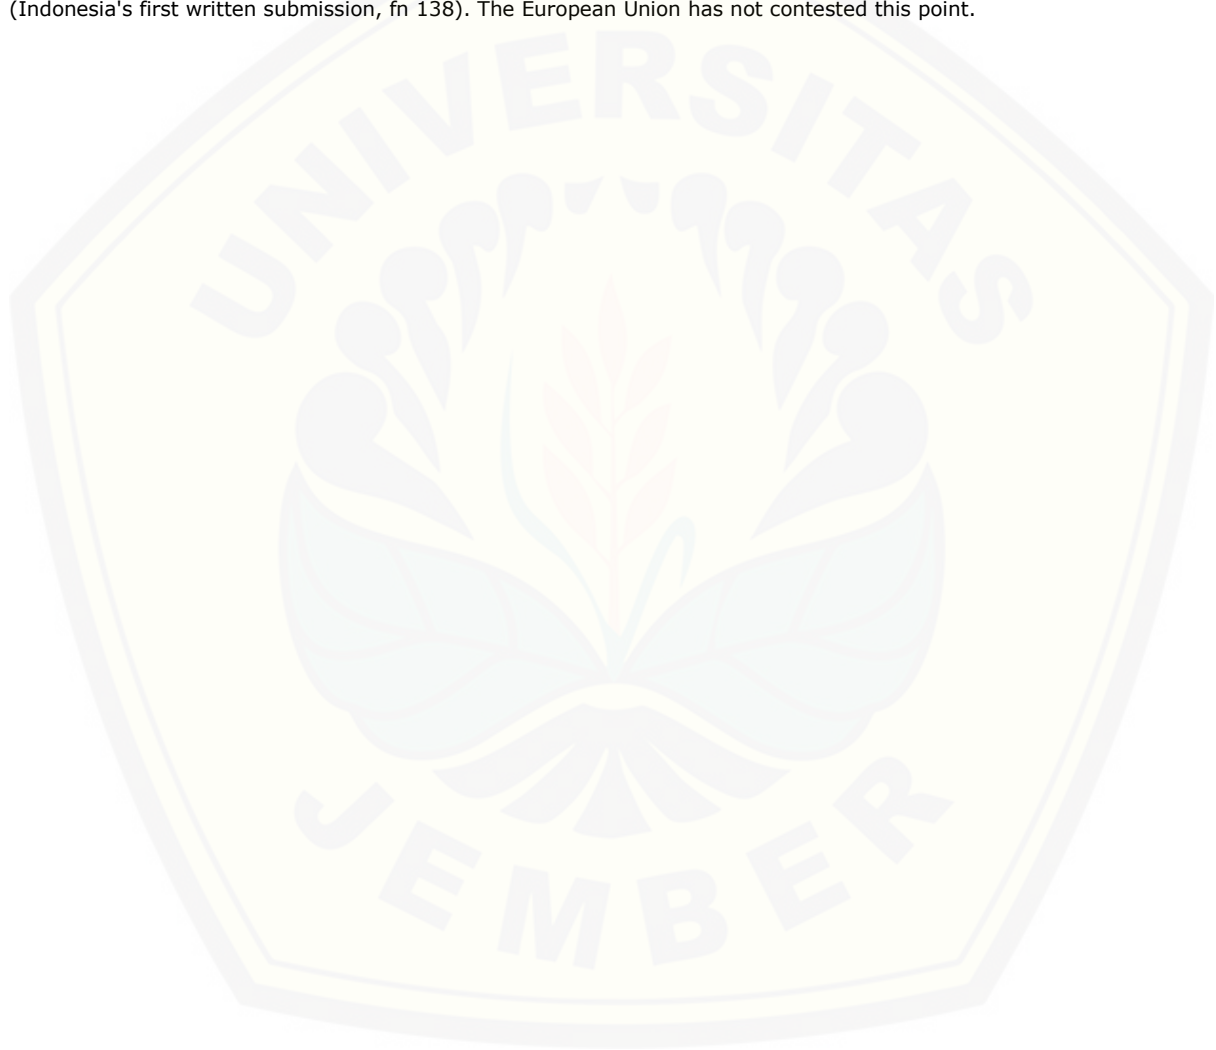 (Indonesia's first written submission, fn 138). The European Union has not contested this point.
UNIVERSITAS
JEMBER